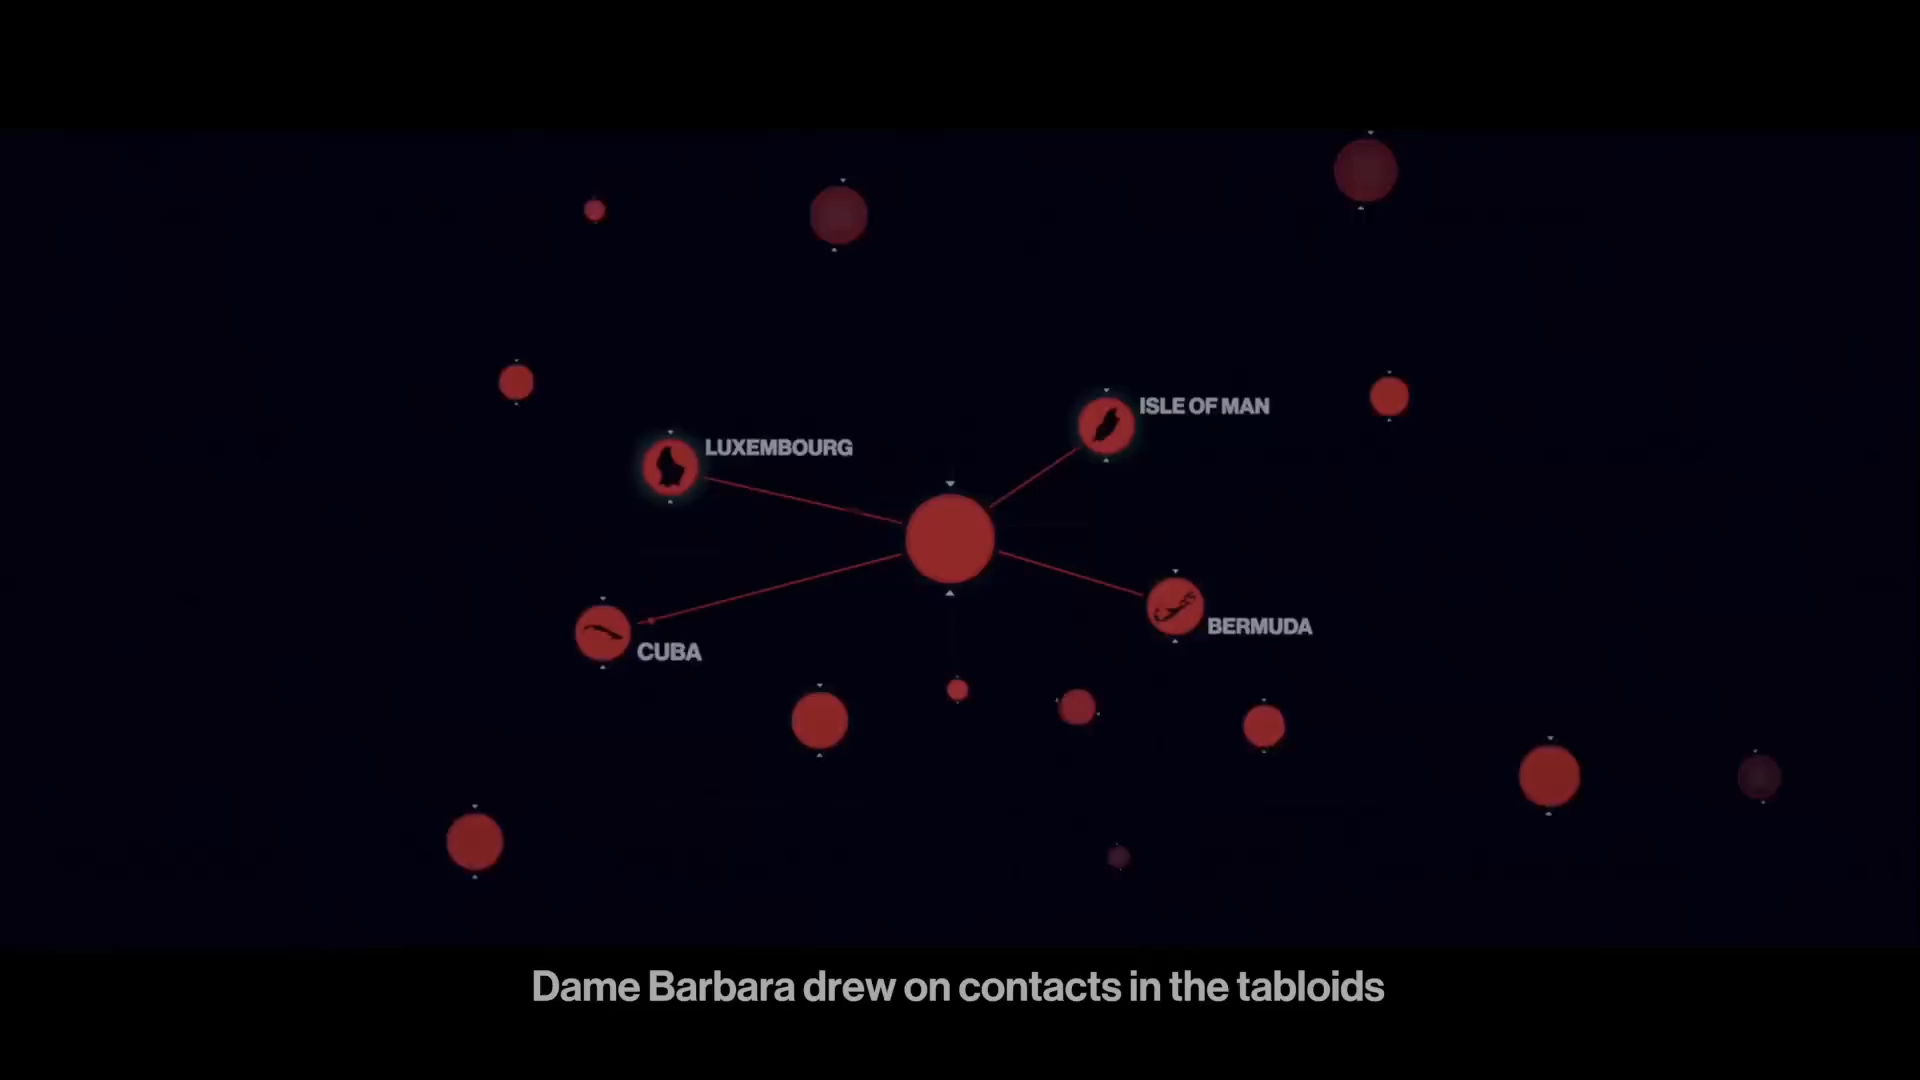 ISLE OF MAN
LUXEMBOURG
BERMUDA
CUBA
Dame Barbara drew on contacts in the tabloids